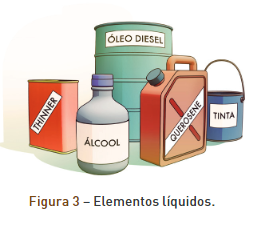 ÓLEO DIESEL
THINNER
ÁLCOOL
QUEROSENE
TINTA
Figura 3 – Elementos líquidos.